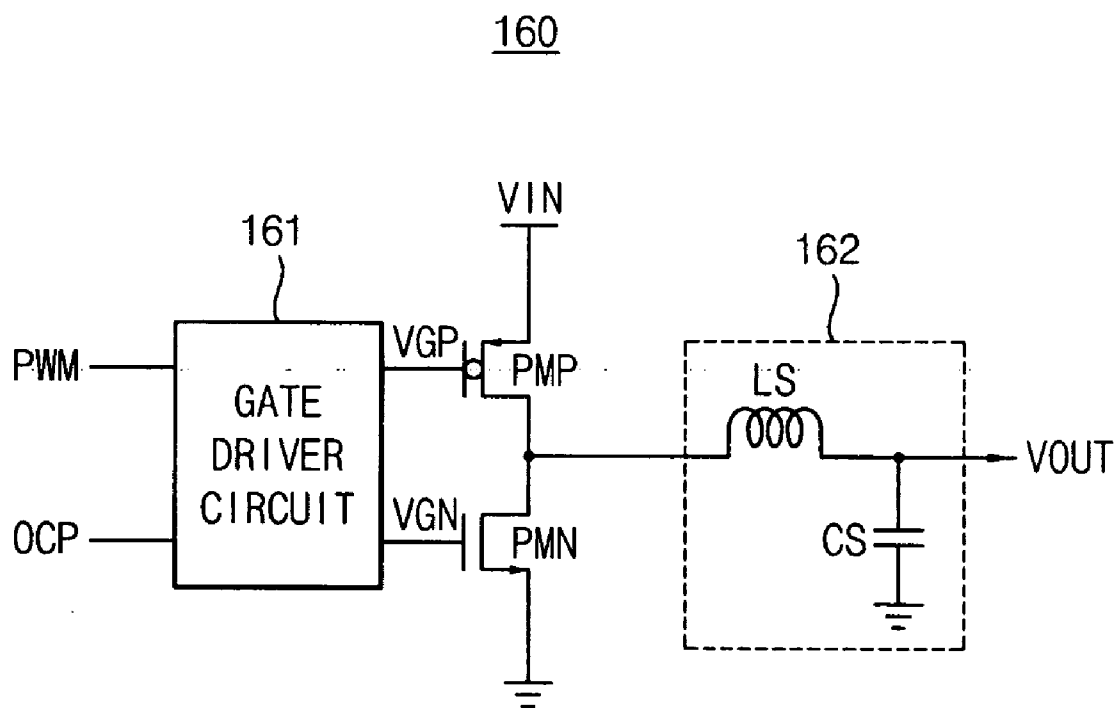 160
VIN
161
162
PWM
VGP
PMP
LS
GATE
DRIVER
CIRCUIT
VOUT
OCP
VGN
PMN
CS